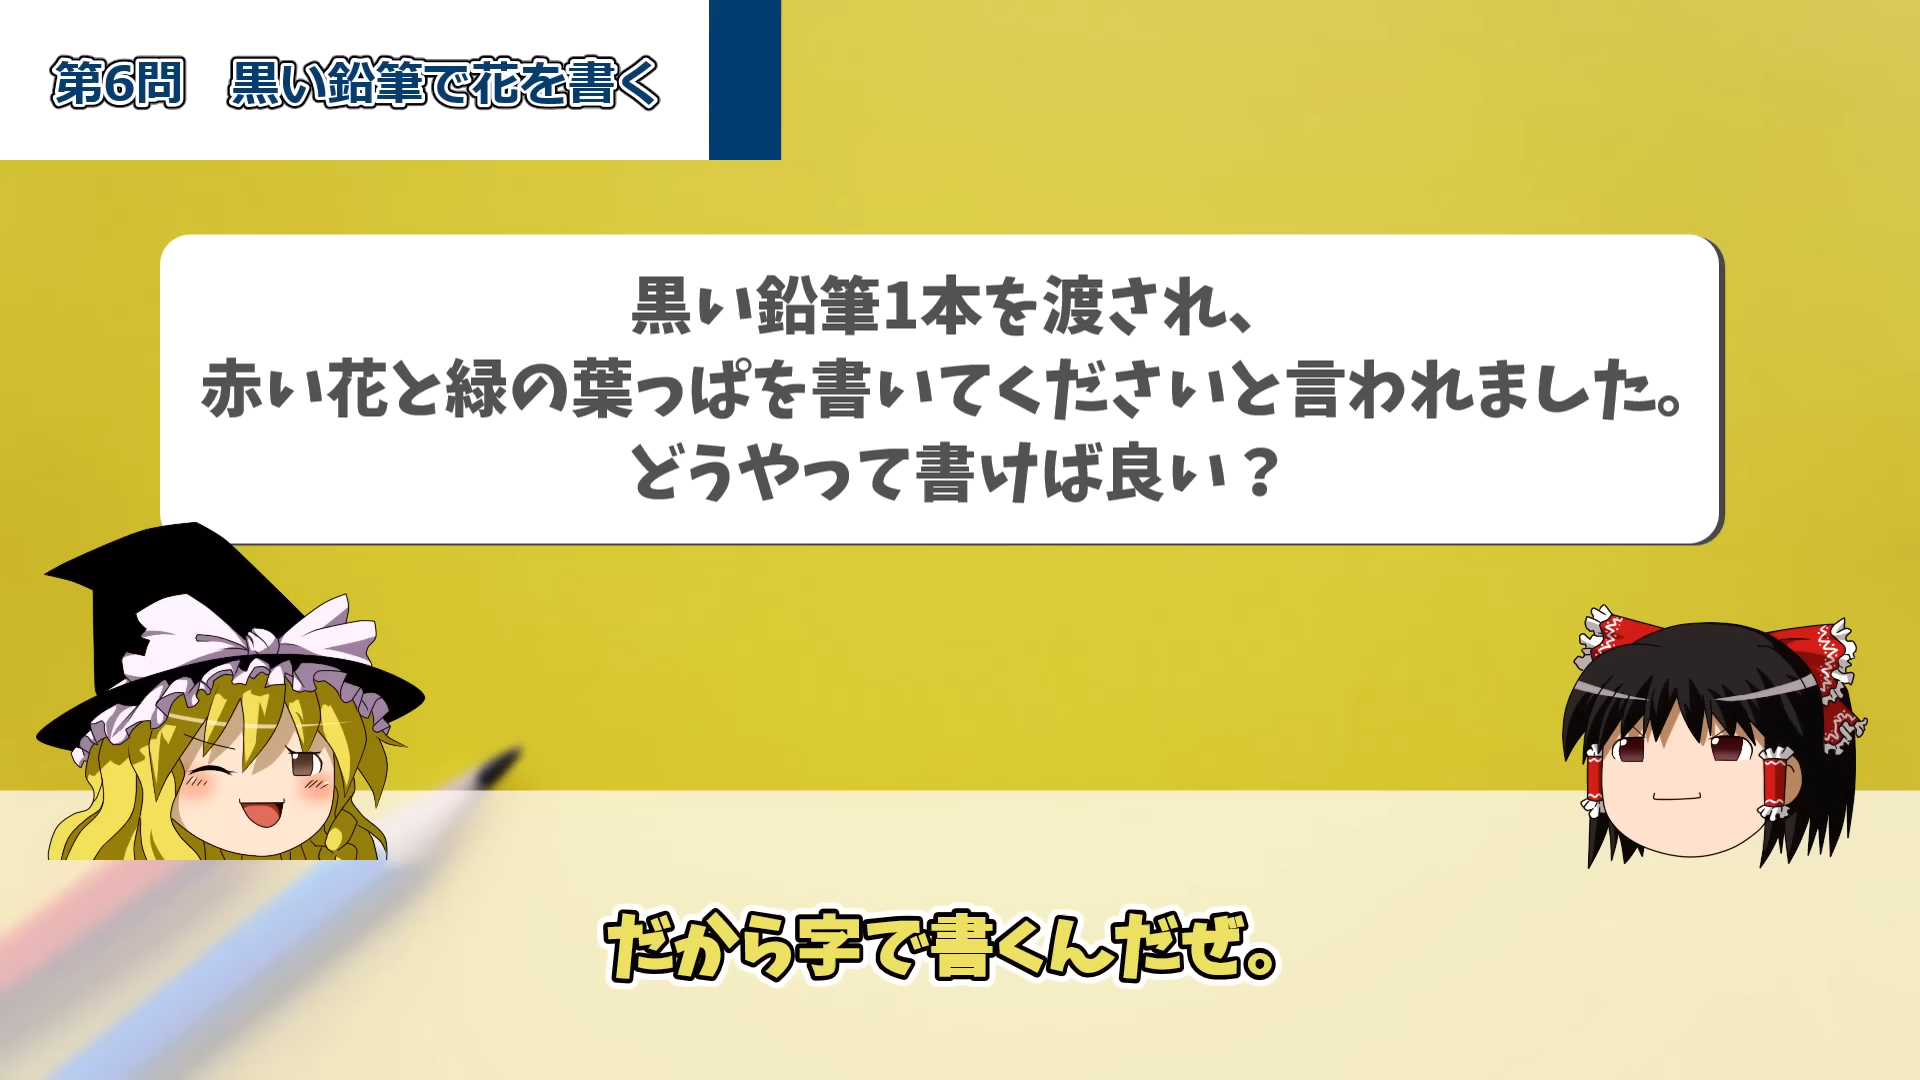 第6問　黒い鉛筆で花を書く
黒い鉛筆1本を渡され、
赤い花と緑の葉っぱを書いてくださいと言われました。
どうやって書けば良い？
だから字で書くんだぜ。